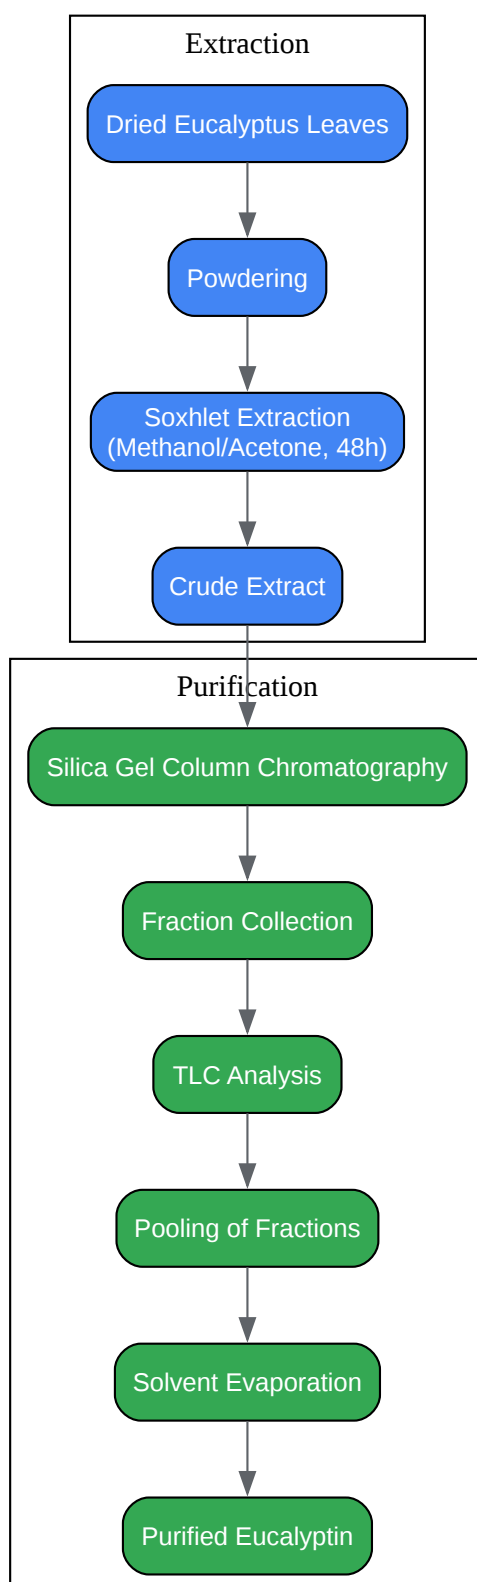 Extraction
Dried Eucalyptus Leaves
Powdering
Soxhlet Extraction
(Methanol/Acetone, 48h)
Crude Extract
Purification
Silica Gel Column Chromatography
Fraction Collection
TLC Analysis
Pooling of Fractions
Solvent Evaporation
Purified Eucalyptin